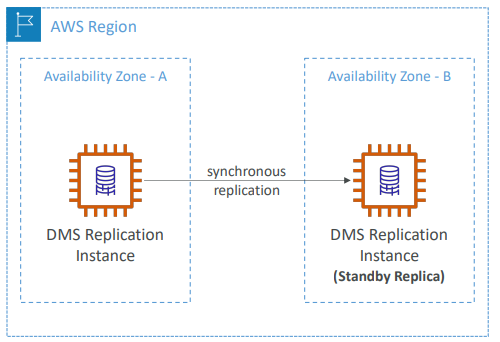 AWS Region
Availability Zone - A
Availability Zone - B
synchronous
replication
DMS Replication
Instance
DMS Replication
Instance
(Standby Replica)